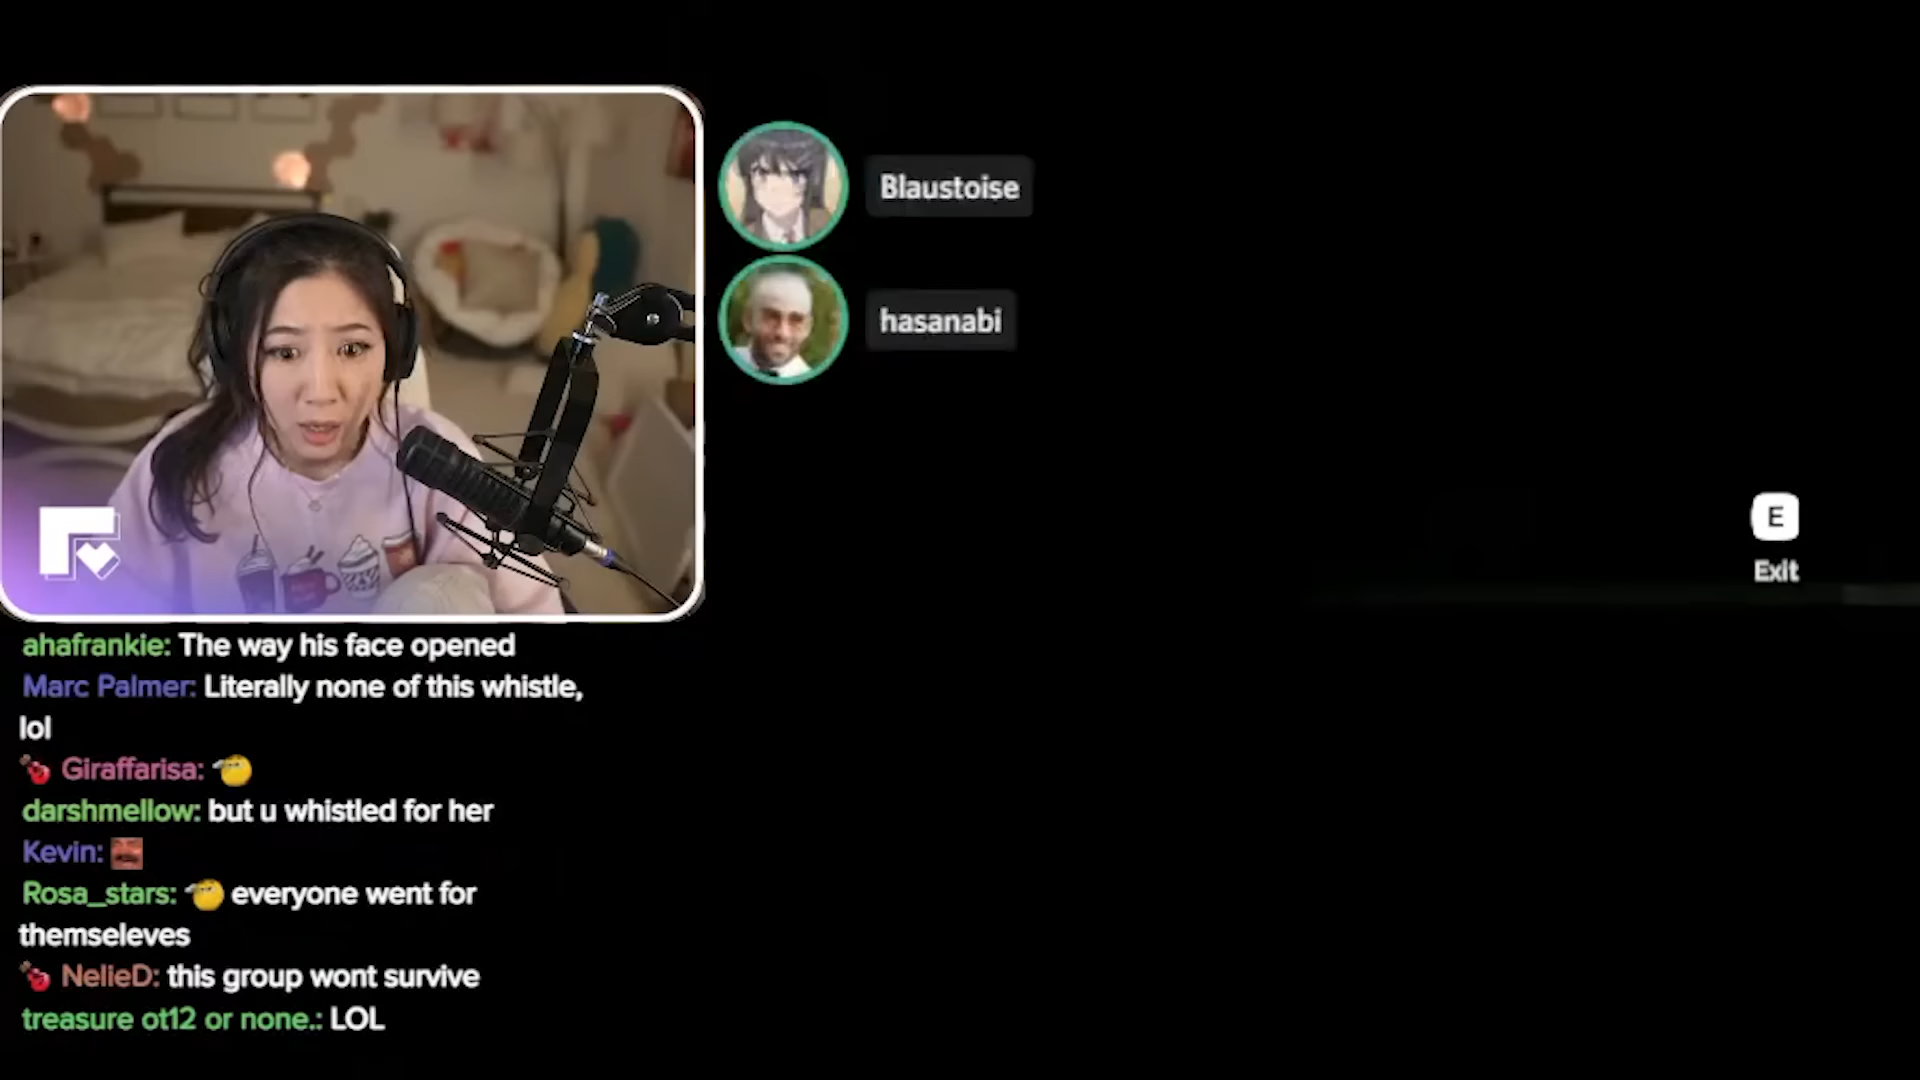 Blaustoise
hasanabi
E
Exit
ahafrankie: The way his face opened
Marc Palmer: Literally none of this whistle,
lol
Giraffarisa:
darshmellow: but u whistled for her
Kevin:
Rosa_stars: everyone went for
themseleves
NelieD: this group wont survive
treasure ot12 or none.: LOL